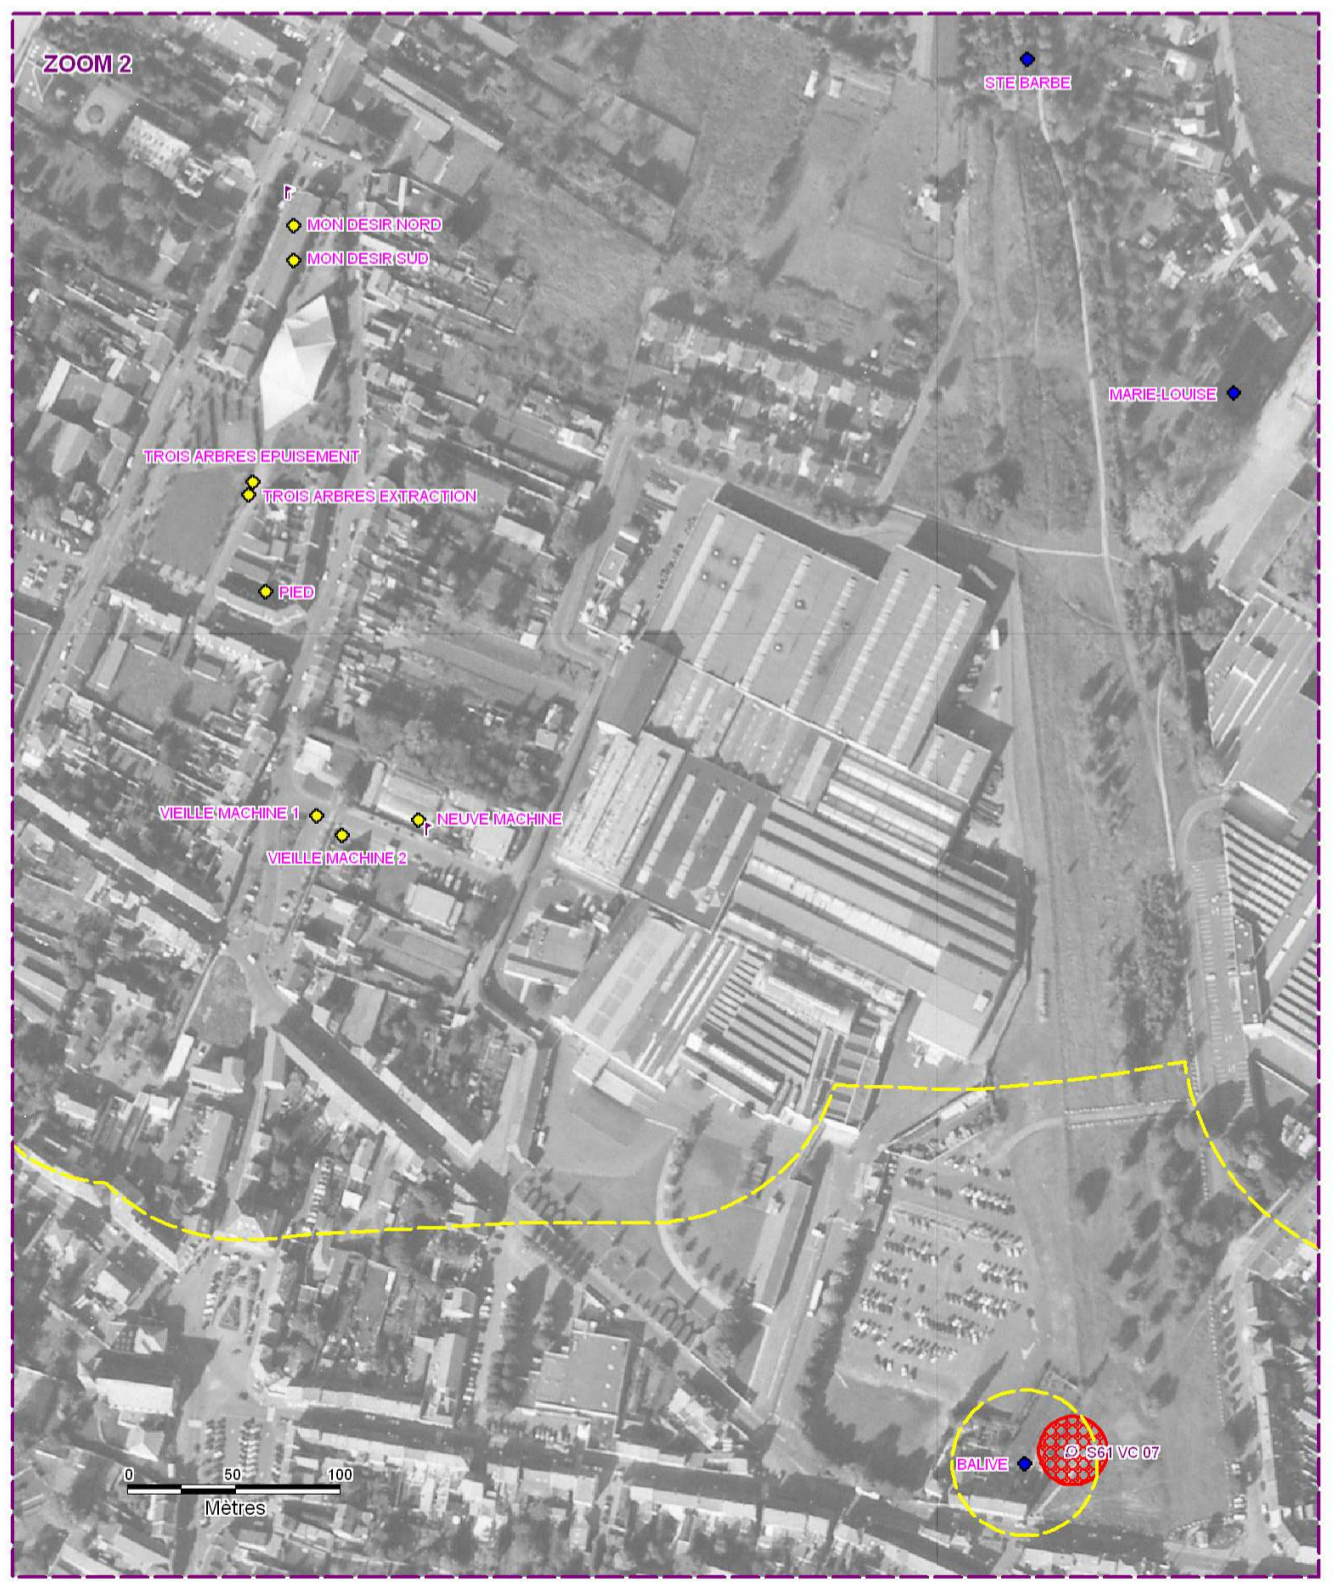 ZOOM 2
STE BARBE
MON DESIR NORD
MON DESIR SUD
MARIE-LOUISE
TROIS ARBRES EPUISEMENT
TROIS ARBRES EXTRACTION
PIED
VIEILLE MACHINE 1
NEUVE MACHINE
VIEILLE MACHINE 2
S61 VC 07
BALIVE
0 50 100
Mètres